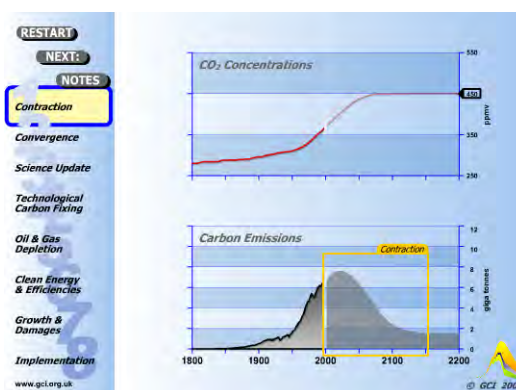 RESTART
NEXT:
NOTES
Contraction
Convergence
Science Update
Technological
Carbon Fixing
Oil & Gas
Depletion
Clean Energy
& Efficiencies
Growth &
Damages
Implementation
www.gci.org.uk
CO₂ Concentrations
550
450
350
250
ppmv
Carbon Emissions
Contraction
12
10
8
6
4
2
0
giga tonnes
1800
1900
2000
2100
2200
© GCI